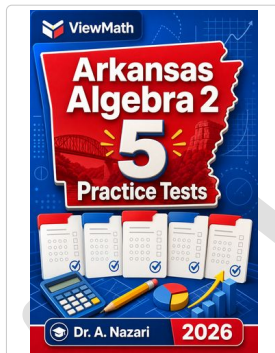 ViewMath
Arkansas
Algebra 2
5
Practice Tests
Dr. A. Nazari
2026